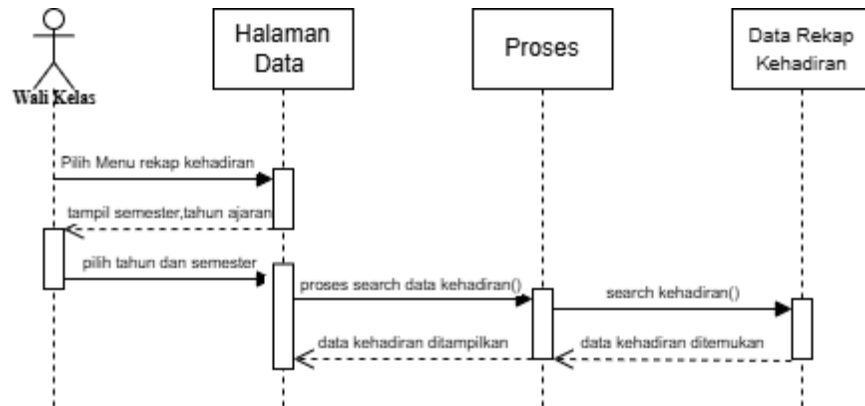 Halaman
Data
Proses
Data Rekap
Kehadiran
Wali Kelas
Pilih Menu rekap kehadiran
tampil semester,tahun ajaran
pilih tahun dan semester
proses search data kehadiran()
search kehadiran()
data kehadiran ditampilkan
data kehadiran ditemukan